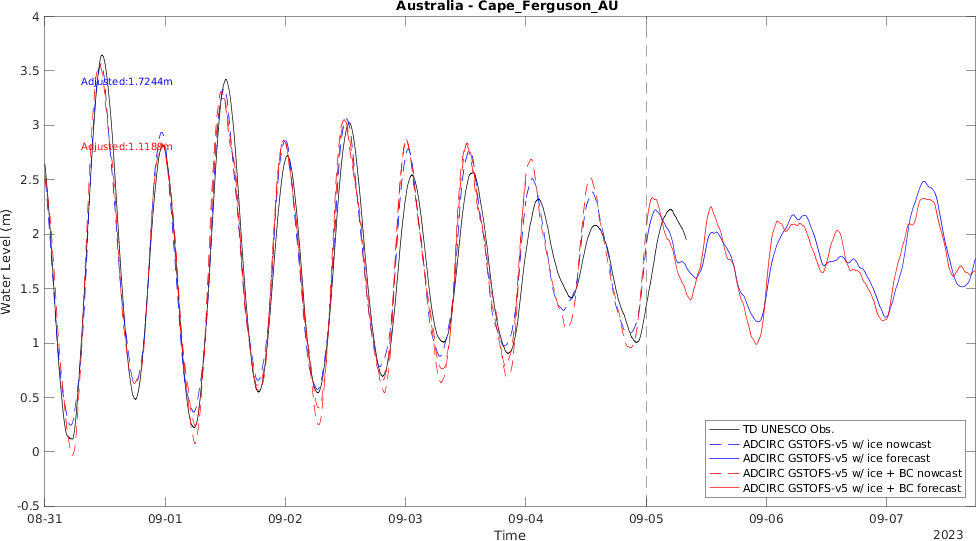 Australia - Cape_Ferguson_AU
4
3.5
3
2.5
2
1.5
1
0.5
0
-0.5
Water Level (m)
Adjusted:1.7244m
Adjusted:1.1189m
TD UNESCO Obs.
ADCIRC GSTOFS-v5 w/ ice nowcast
ADCIRC GSTOFS-v5 w/ ice forecast
ADCIRC GSTOFS-v5 w/ ice + BC nowcast
ADCIRC GSTOFS-v5 w/ ice + BC forecast
08-31 09-01 09-02 09-03 09-04 09-05 09-06 09-07
Time
2023